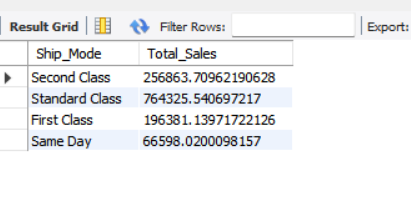 Result Grid Filter Rows: Export:
Ship_Mode Total_Sales
Second Class 256863.70962190628
Standard Class 764325.540697217
First Class 196381.13971722126
Same Day 66598.0200098157